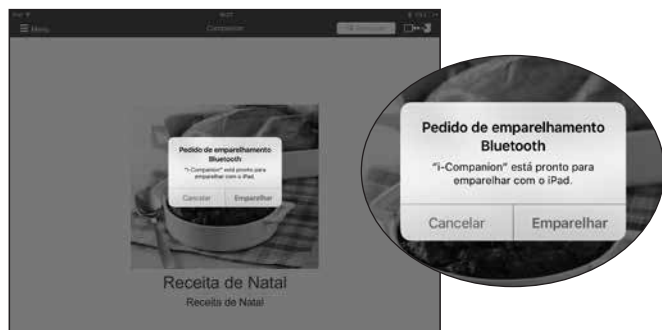 Menu
Companion
Pedido de emparelhamento
Bluetooth
"i-Companion" está pronto para
emparelhar com o iPad.
Cancelar
Emparelhar
Receita de Natal
Receita de Natal
Pedido de emparelhamento
Bluetooth
"i-Companion" está pronto para
emparelhar com o iPad.
Cancelar
Emparelhar